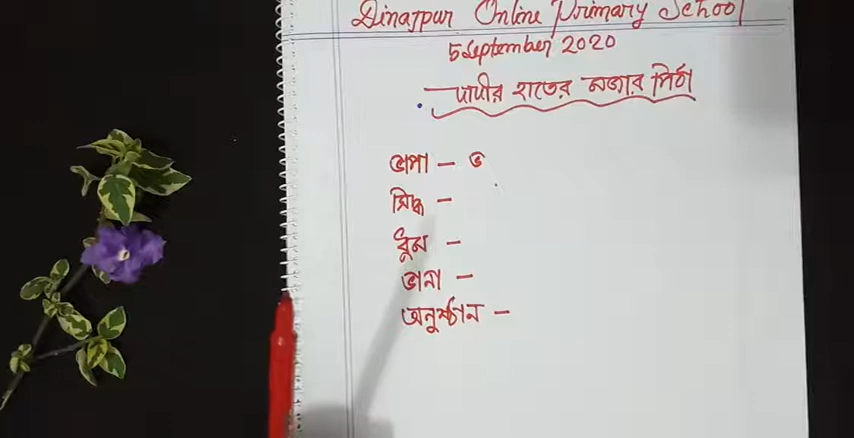 Dinajpur Online Primary School
5 September 2020
দাদীর হাতের মজার পিঠা
ভাপা – ভ
সিদ্ধ –
ধুম –
ভানা –
অনুষ্ঠান –